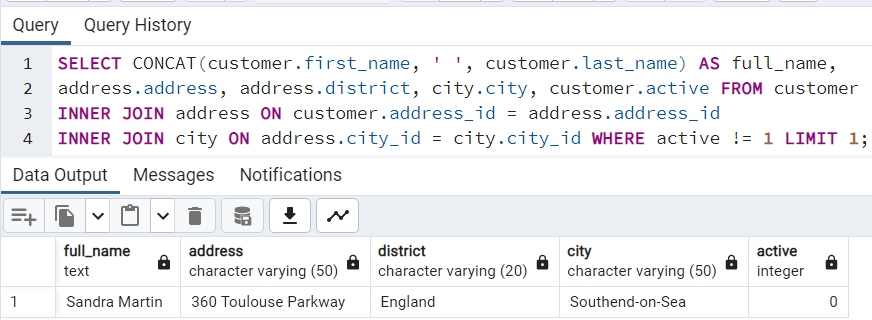 Query Query History
1 SELECT CONCAT(customer.first_name, ' ', customer.last_name) AS full_name,
2 address.address, address.district, city.city, customer.active FROM customer
3 INNER JOIN address ON customer.address_id = address.address_id
4 INNER JOIN city ON address.city_id = city.city_id WHERE active != 1 LIMIT 1;
Data Output Messages Notifications
full_name address district city active
text character varying (50) character varying (20) character varying (50) integer
1 Sandra Martin 360 Toulouse Parkway England Southend-on-Sea 0